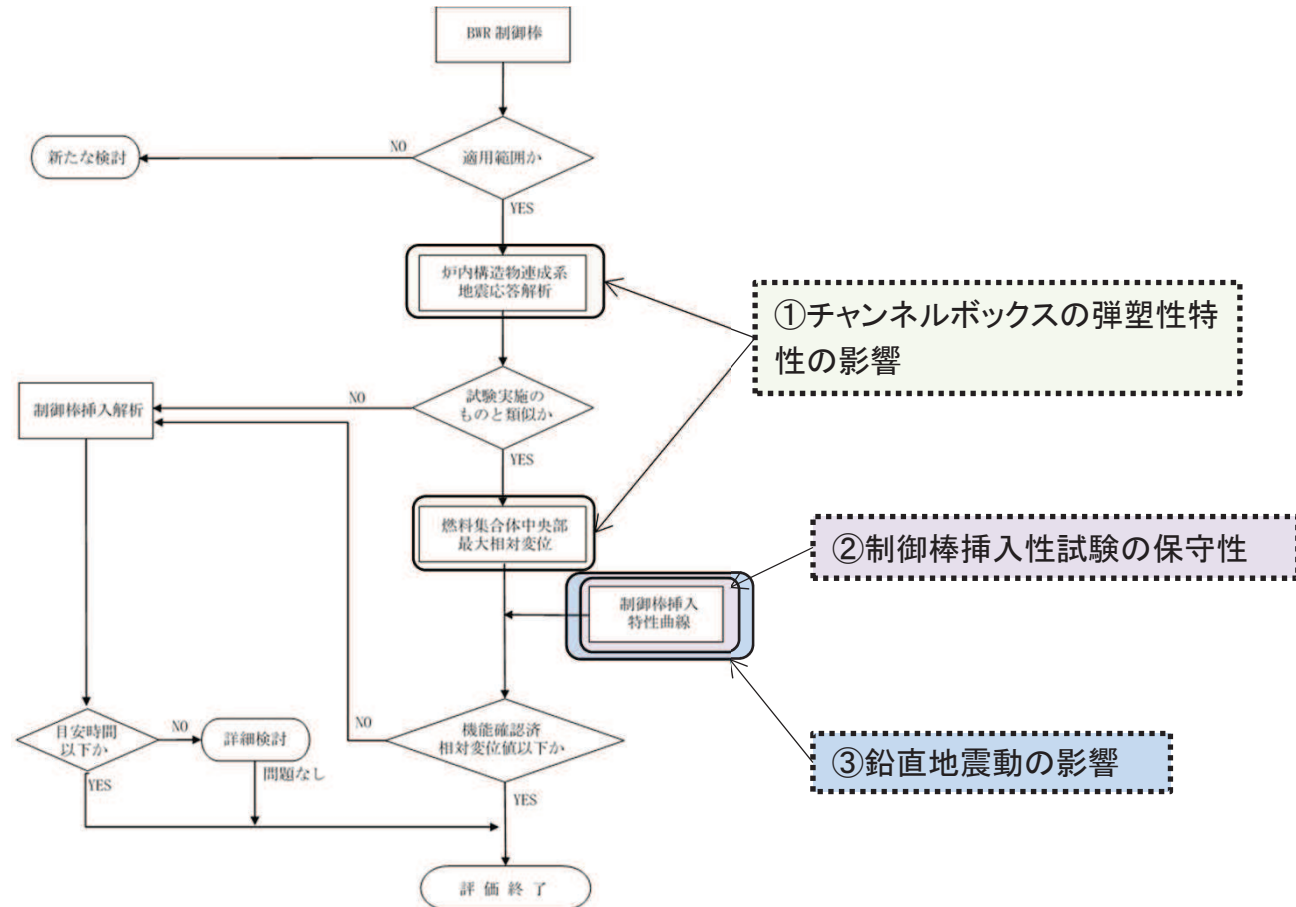 BWR 制御棒
NO
新たな検討
適用範囲か
YES
炉内構造物連成系
地震応答解析
①チャンネルボックスの弾塑性特
性の影響
制御棒挿入解析
NO
試験実施の
ものと類似か
YES
燃料集合体中央部
最大相対変位
②制御棒挿入性試験の保守性
制御棒挿入
特性曲線
目安時間
以下か
NO
詳細検討
NO
機能確認済
相対変位値以下か
③鉛直地震動の影響
問題なし
YES
YES
評 価 終 了